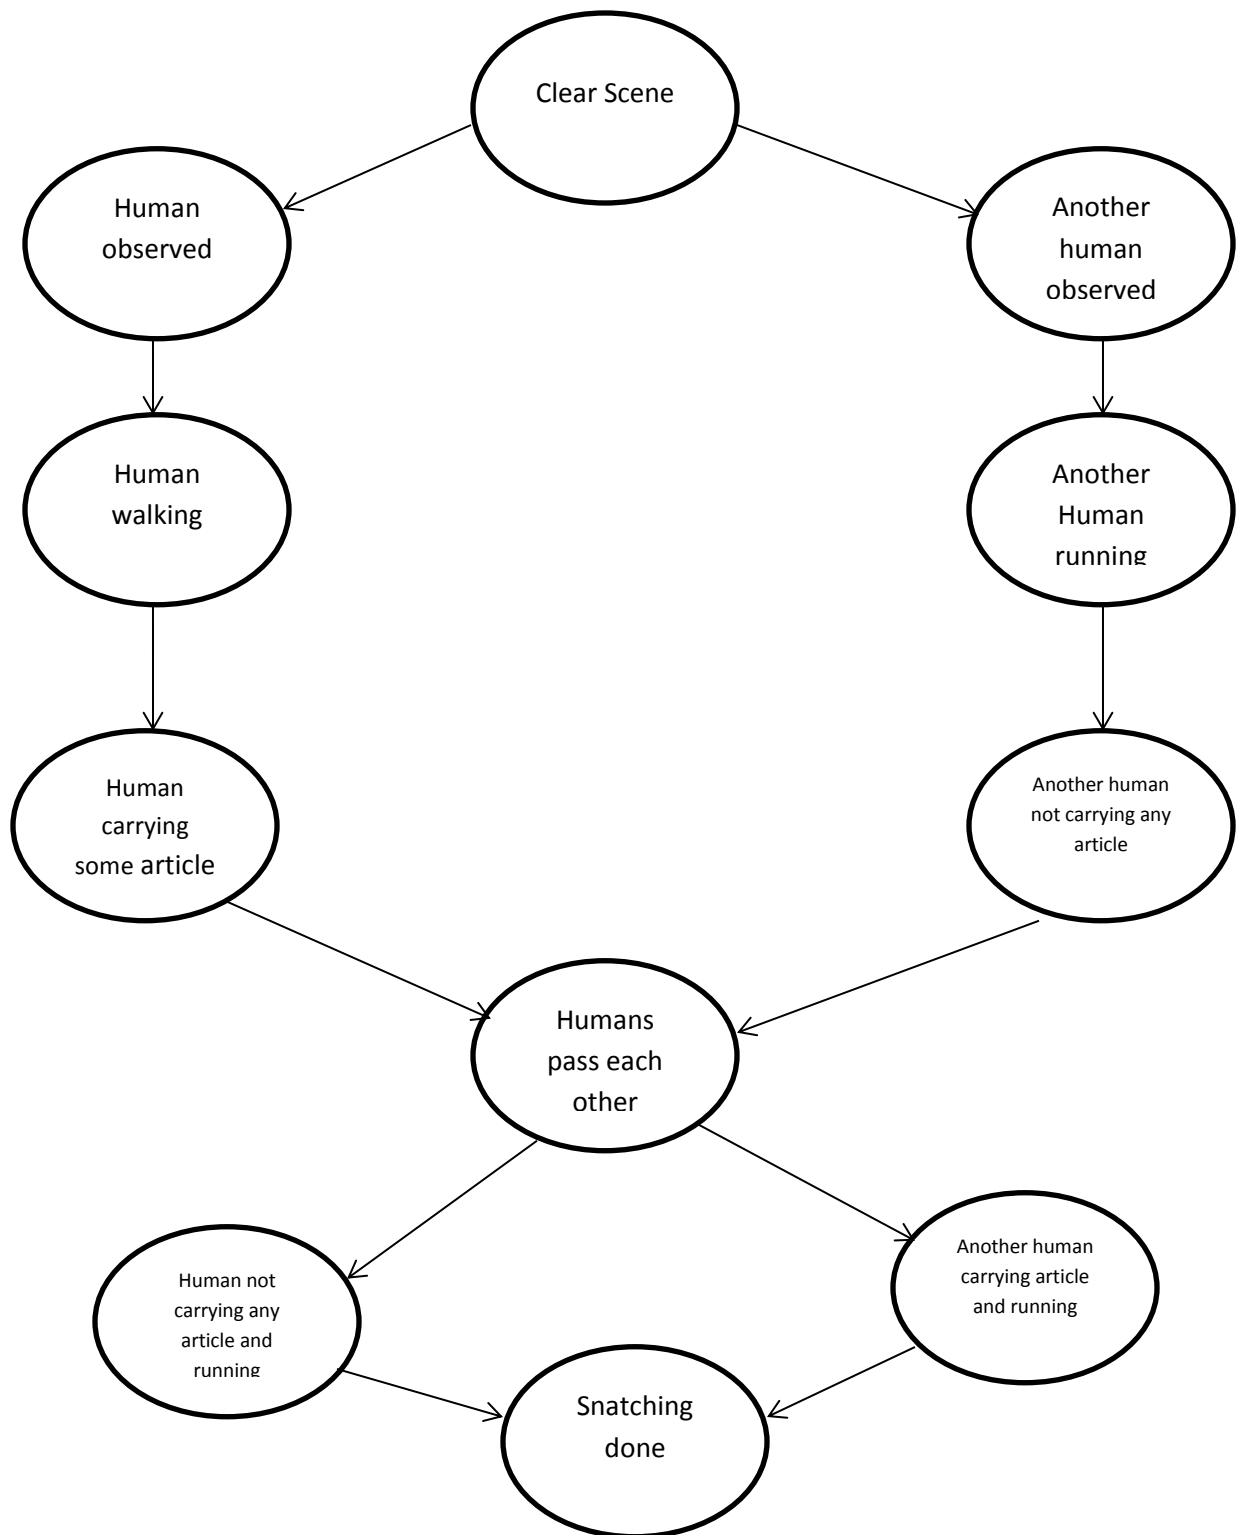 Clear Scene
Human
observed
Another
human
observed
Human
walking
Another
Human
running
Human
carrying
some article
Another human
not carrying any
article
Humans
pass each
other
Human not
carrying any
article and
running
Another human
carrying article
and running
Snatching
done